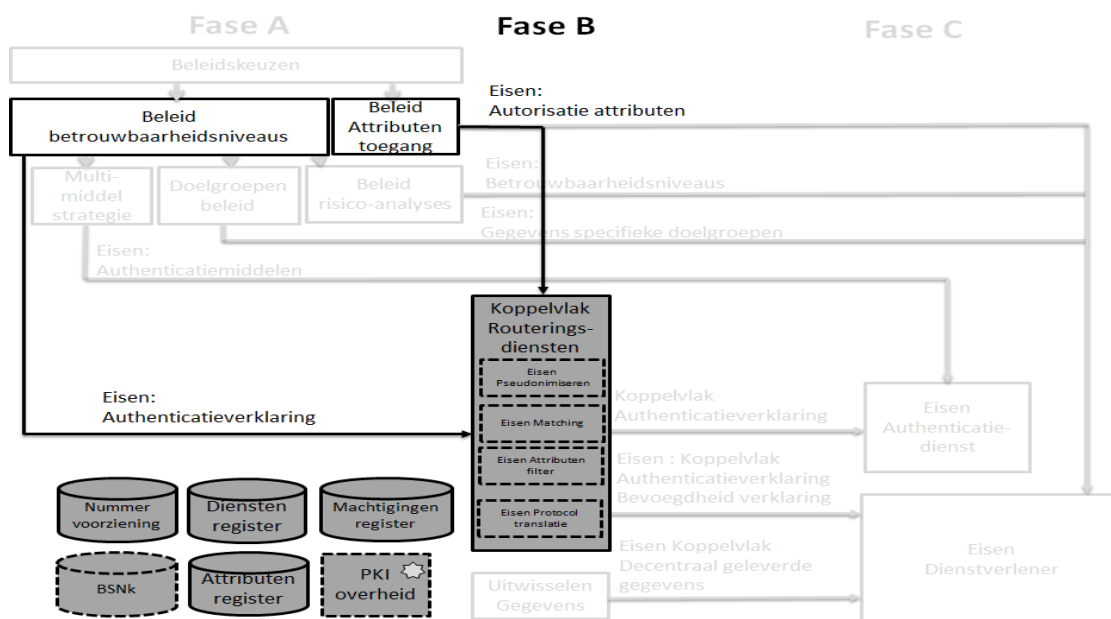 Fase A
Fase B
Fase C
Beleidskeuzen
Beleid
betrouwbaarheidsniveaus
Beleid
Attributen
toegang
Eisen:
Autorisatie attributen
Multi-
middel
strategie
Doelgroepen
beleid
Beleid
risico-analyses
Eisen:
Betrouwbaarheidsniveaus
Eisen:
Gegevens specifieke doelgroepen
Eisen:
Authenticatiemiddelen
Koppelvlak
Routerings-
diensten
Eisen
Pseudonimiseren
Eisen Matching
Eisen Attributen
filter
Eisen Protocol
translatie
Eisen:
Authenticatieverklaring
Koppelvlak
Authenticatieverklaring
Eisen
Authenticatie-
dienst
Eisen : Koppelvlak
Authenticatieverklaring
Bevoegdheid verklaring
Nummer
voorziening
Diensten
register
Machtigingen
register
BSNk
Attributen
register
PKI
overheid
Eisen Koppelvlak
Decentraal geleverde
gegevens
Uitwisselen
Gegevens
Eisen
Dienstverlener